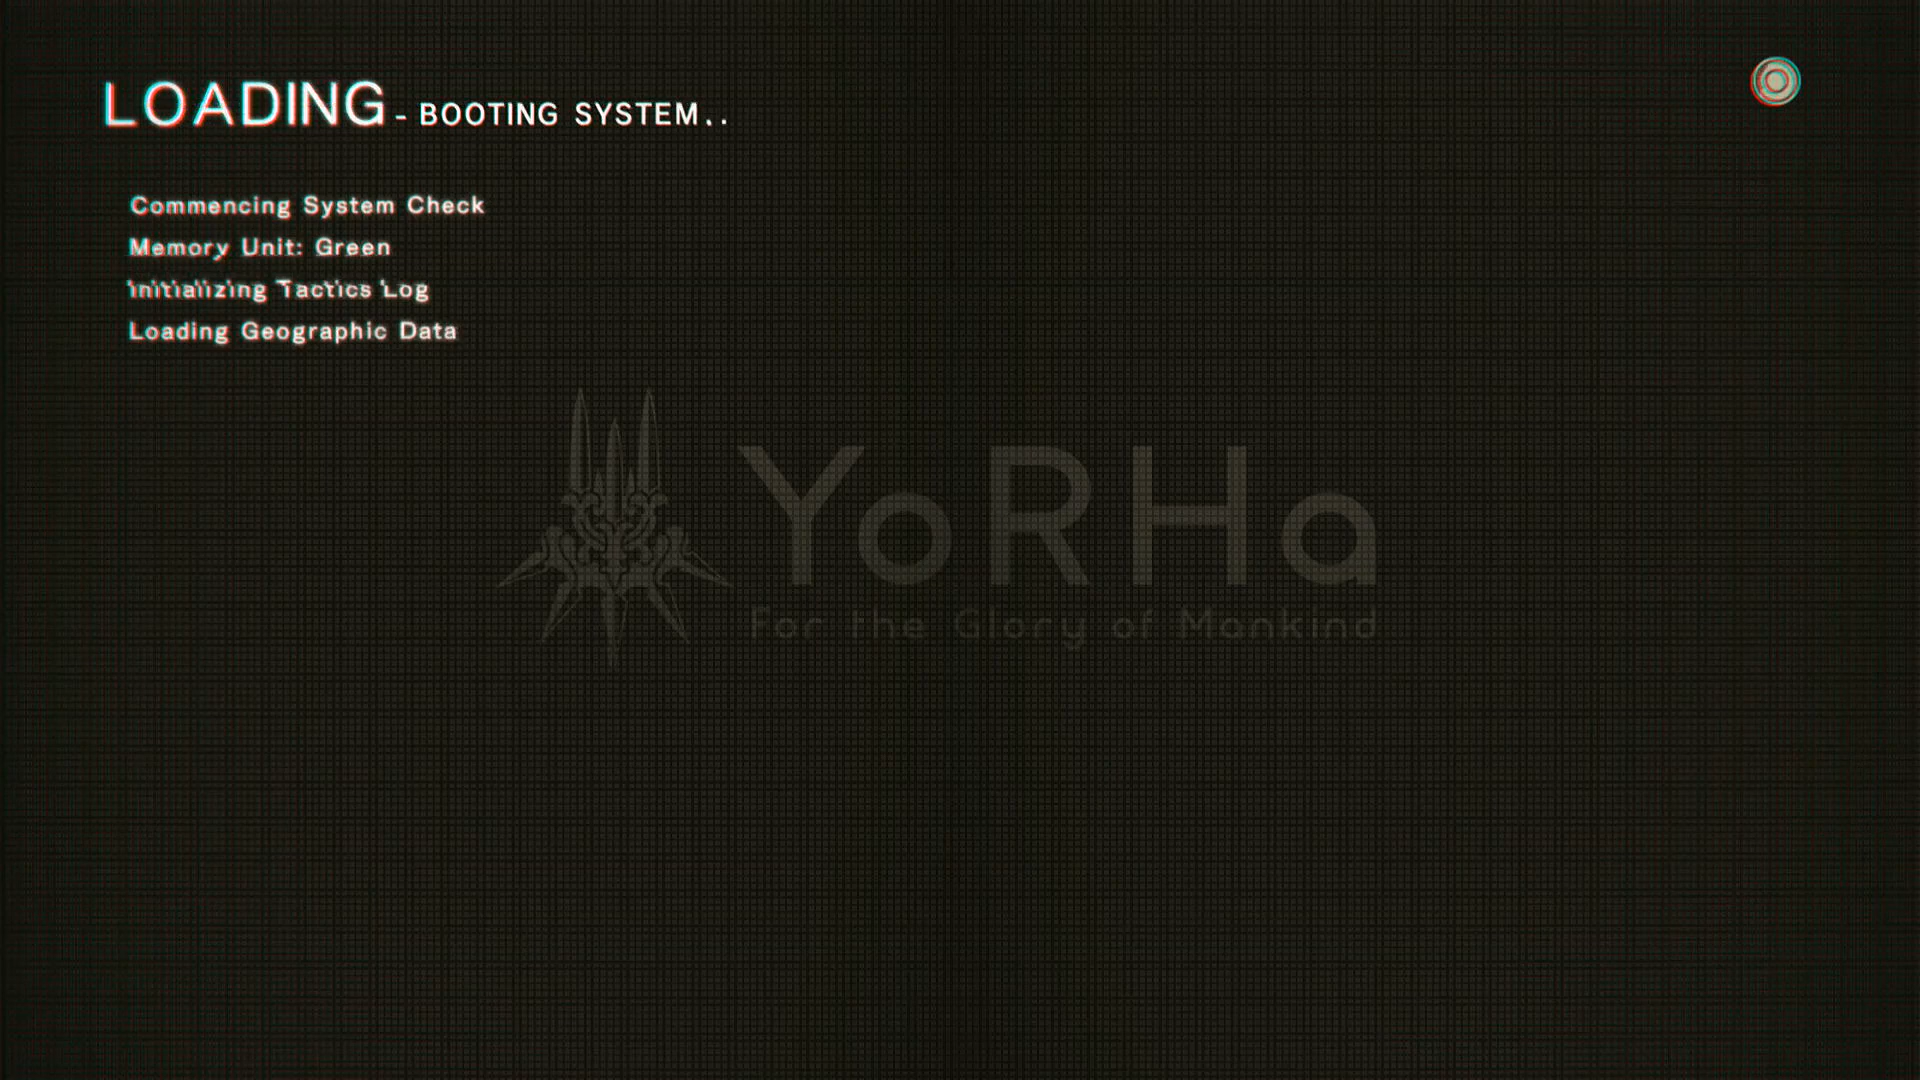 LOADING - BOOTING SYSTEM..
Commencing System Check
Memory Unit: Green
Initializing Tactics Log
Loading Geographic Data
YoRHa
For the Glory of Mankind